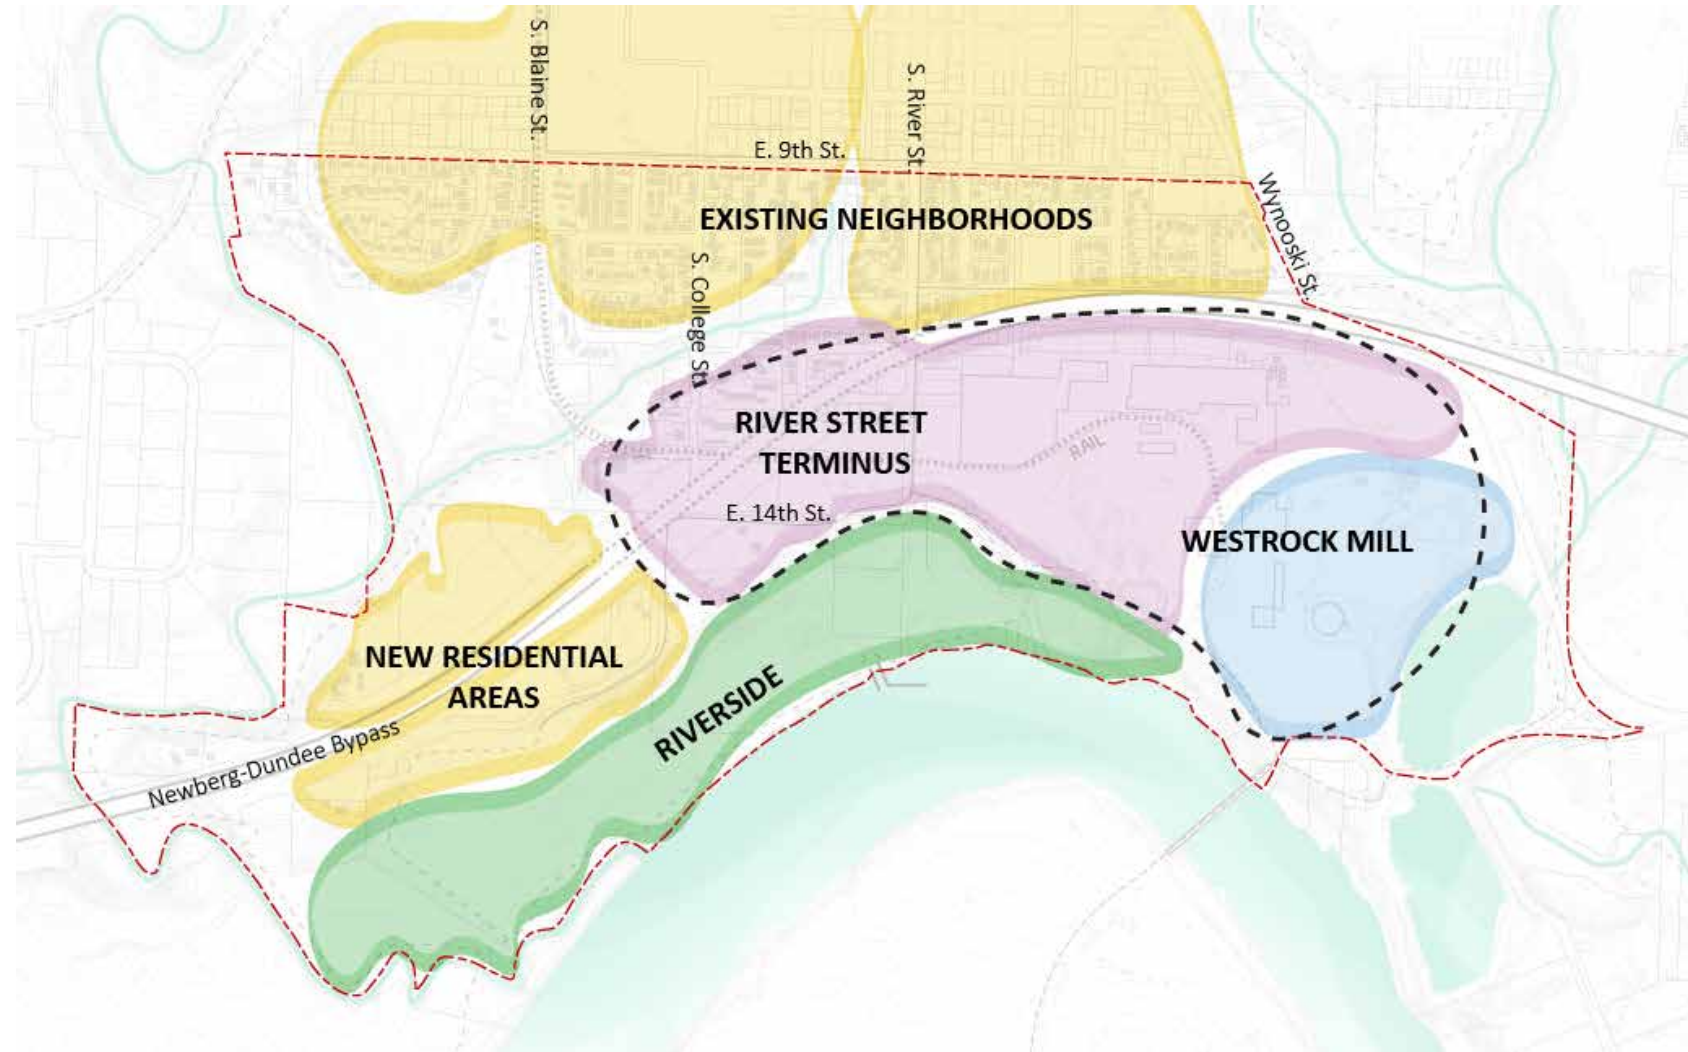 S. Blaine St.
S. River St.
E. 9th St.
Wynooski St.
EXISTING NEIGHBORHOODS
S. College St.
RIVER STREET
TERMINUS
RAIL
E. 14th St.
WESTROCK MILL
NEW RESIDENTIAL
AREAS
RIVERSIDE
Newberg-Dundee Bypass